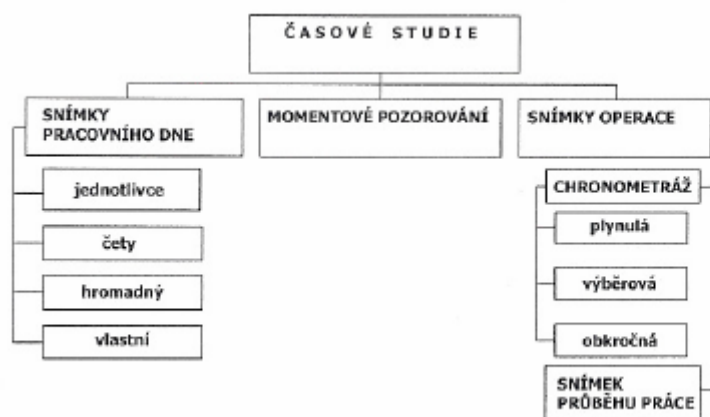 ČASOVÉ STUDIE
SNÍMKY
PRACOVNÍHO DNE
MOMENTOVÉ POZOROVÁNÍ
SNÍMKY OPERACE
jednotlivce
čety
hromadný
vlastní
CHRONOMETRÁŽ
plynulá
výběrová
obkročná
SNÍMEK
PRŮBĚHU PRÁCE